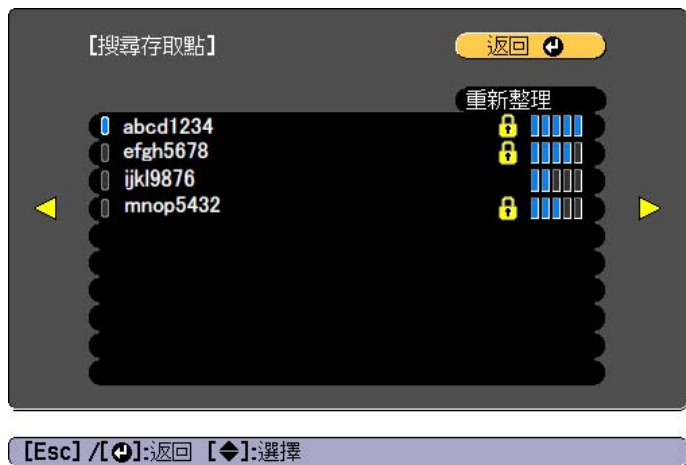 【搜尋存取點】
返回
重新整理
abcd1234
efgh5678
ijkl9876
mnop5432
[Esc] /[⏎]:返回 [◆]:選擇